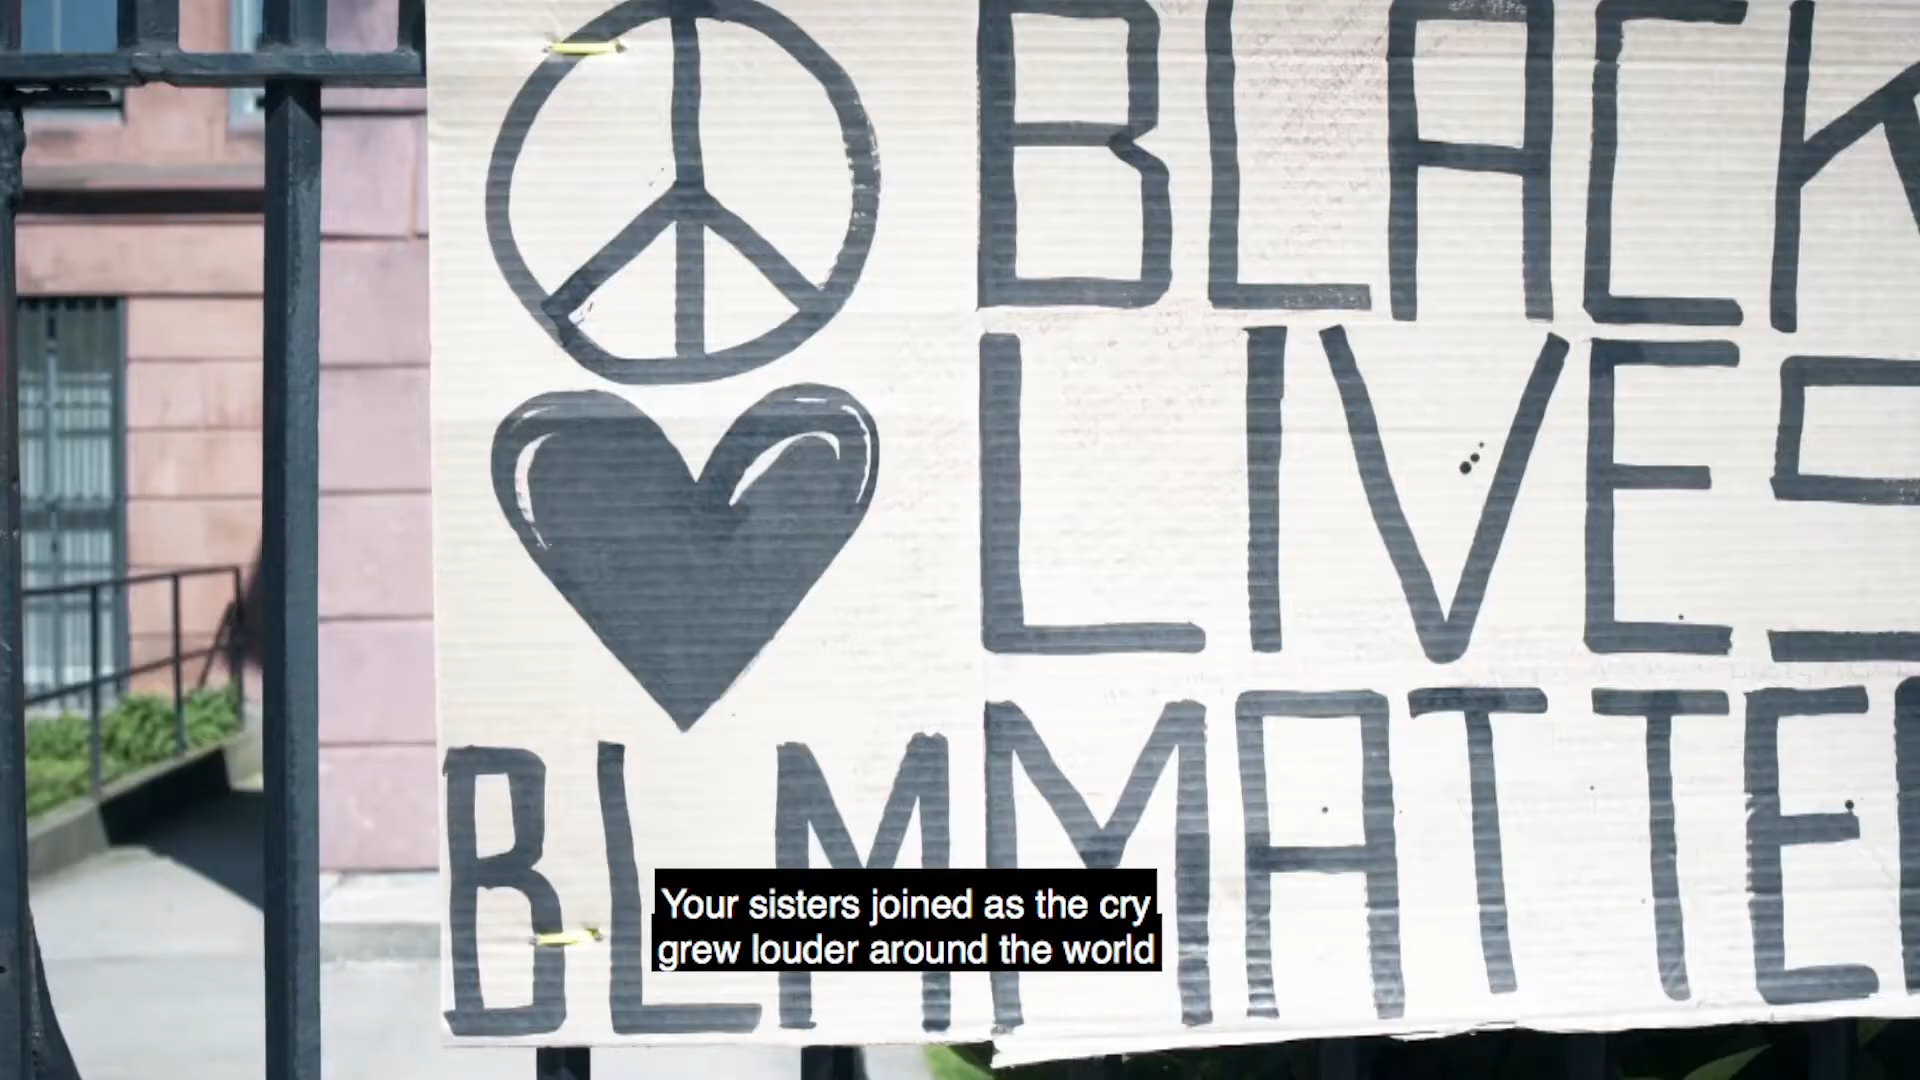 BLACK
LIVES
MATTER
BLM
Your sisters joined as the cry
grew louder around the world